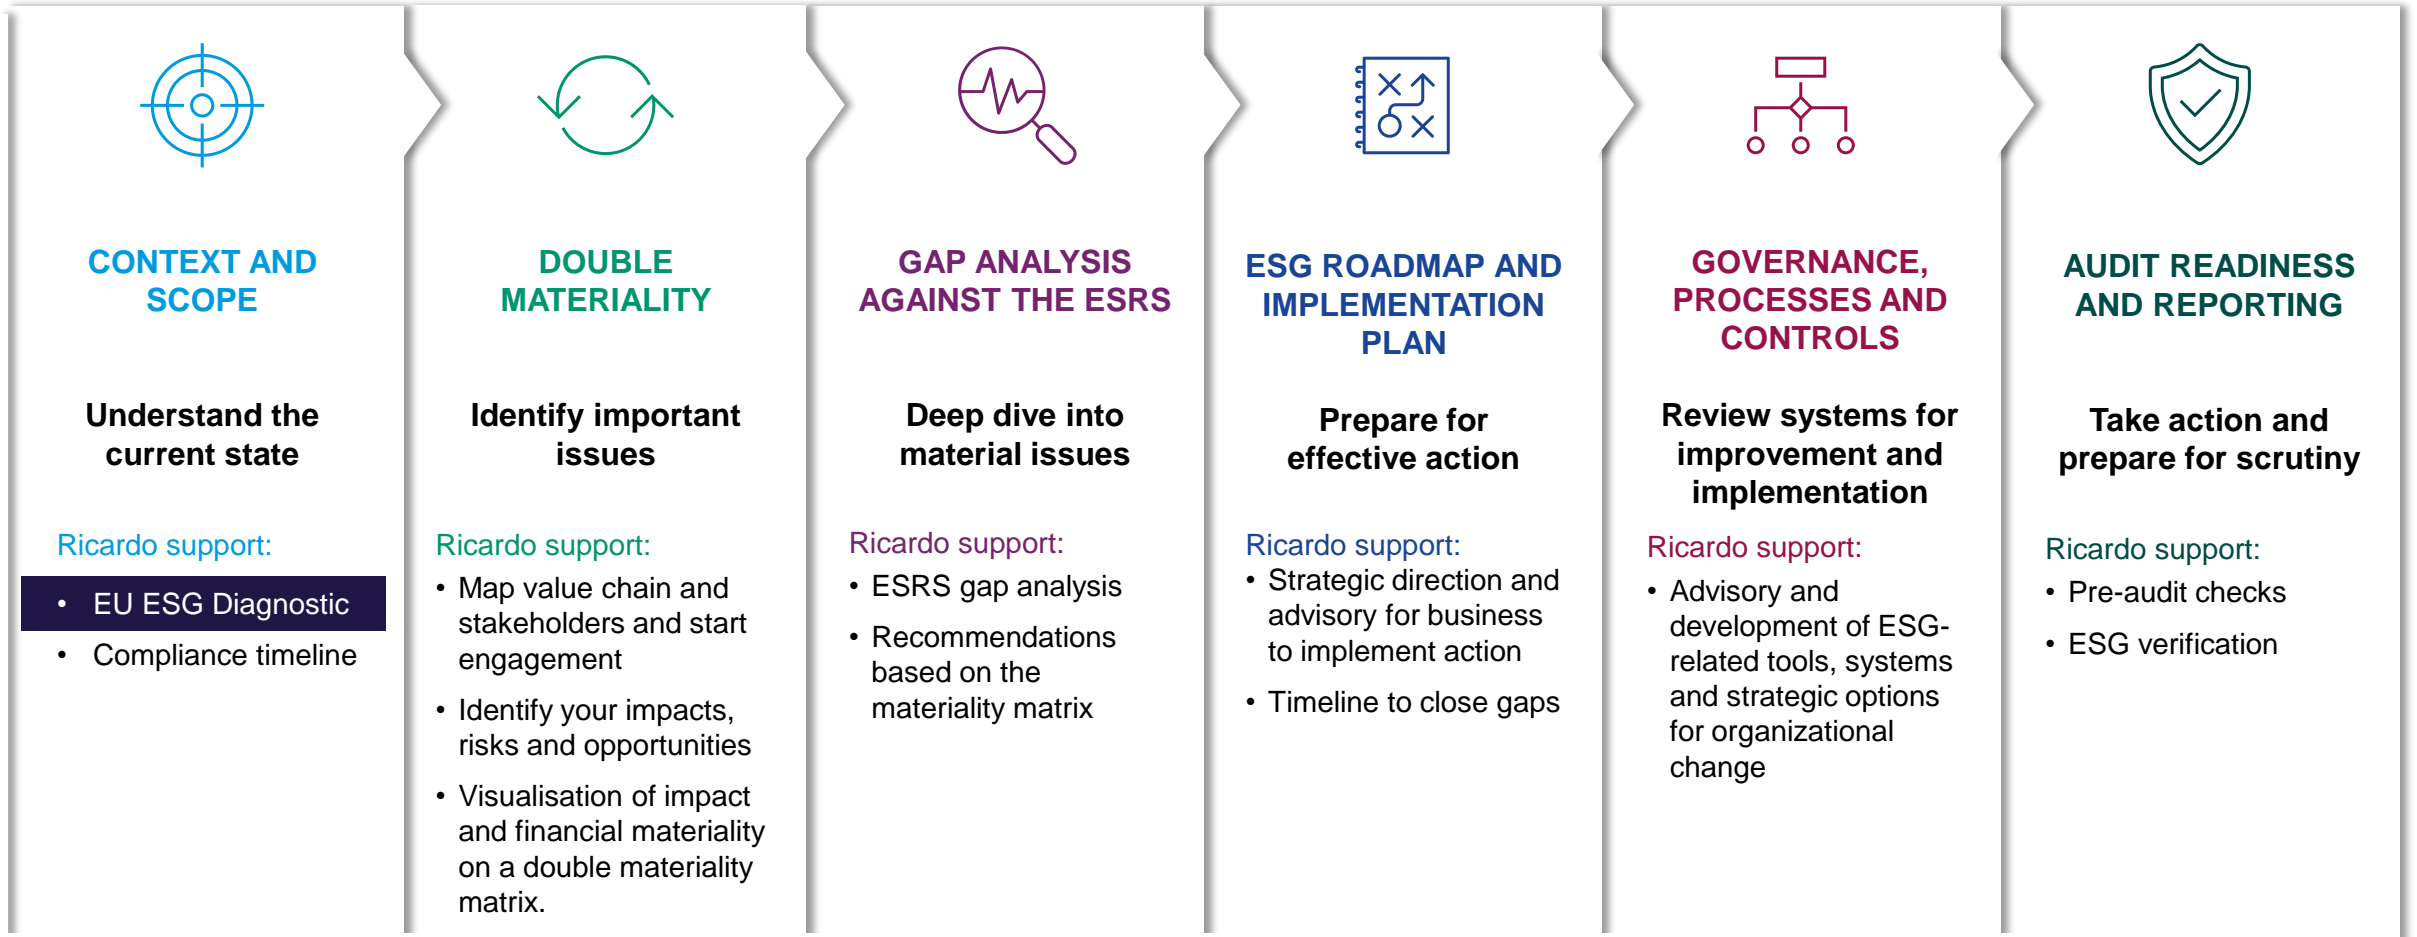 CONTEXT AND
SCOPE
Understand the
current state
Ricardo support:
• EU ESG Diagnostic
• Compliance timeline
DOUBLE
MATERIALITY
Identify important
issues
Ricardo support:
• Map value chain and
stakeholders and start
engagement
• Identify your impacts,
risks and opportunities
• Visualisation of impact
and financial materiality
on a double materiality
matrix.
GAP ANALYSIS
AGAINST THE ESRS
Deep dive into
material issues
Ricardo support:
• ESRS gap analysis
• Recommendations
based on the
materiality matrix
ESG ROADMAP AND
IMPLEMENTATION
PLAN
Prepare for
effective action
Ricardo support:
• Strategic direction and
advisory for business
to implement action
• Timeline to close gaps
GOVERNANCE,
PROCESSES AND
CONTROLS
Review systems for
improvement and
implementation
Ricardo support:
• Advisory and
development of ESG-
related tools, systems
and strategic options
for organizational
change
AUDIT READINESS
AND REPORTING
Take action and
prepare for scrutiny
Ricardo support:
• Pre-audit checks
• ESG verification